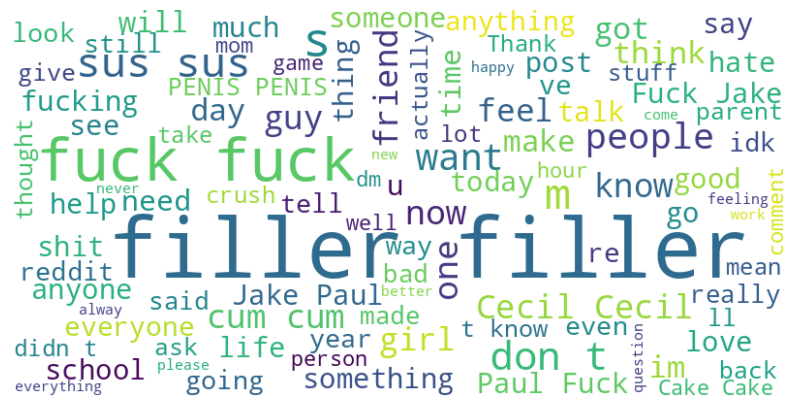 look
will
much
someone
anything
got
say
still
mom
s
Thank
think
sus sus
game
thing
friend
actually
time
happy
post
stuff
hate
give
PENIS PENIS
ve
Fuck Jake
fucking
day
guy
feel
talk
come
parent
see
take
lot
make
people
idk
thought
fuck fuck
new
want
hour
never
crush
dm
u
today
m
know
good
feeling
help
need
tell
well
now
go
work
comment
shit
filler filler
way
one
re
reddit
bad
mean
anyone
said
Jake Paul
better
really
alway
cum cum
made
Cecil Cecil
ll
everyone
year
girl
t know
even
question
love
didn t
ask
life
person
don t
im
back
school
please
going
something
Paul Fuck
Cake Cake
everything